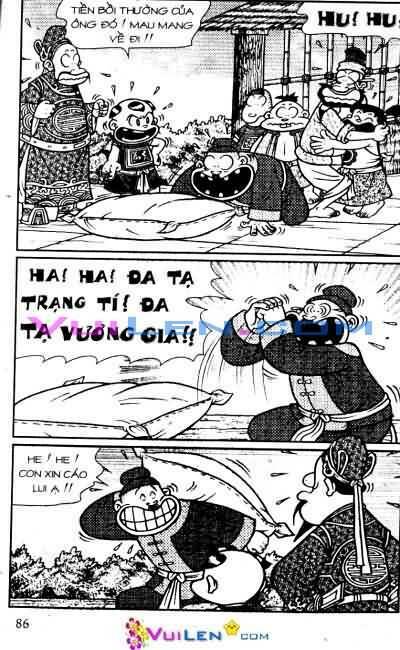 TIỀN BỒI THƯỜNG CỦA
ÔNG ĐÓ! MAU MANG
VỀ ĐI!!
HU! HU!
HA! HA! ĐA TẠ
TRẠNG TÍ! ĐA
TẠ VƯƠNG GIA!!
VUILEN.COM
HE! HE!
CON XIN CÁO
LUI Ạ!!
86
VUILEN.COM